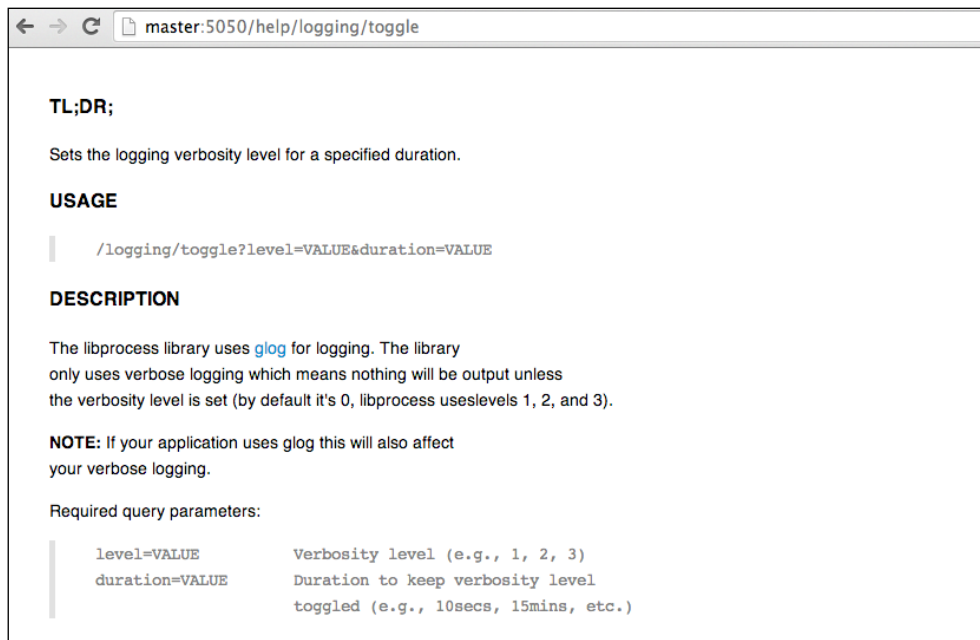 master:5050/help/logging/toggle
TL;DR;
Sets the logging verbosity level for a specified duration.
USAGE
/logging/toggle?level=VALUE&duration=VALUE
DESCRIPTION
The libprocess library uses glog for logging. The library
only uses verbose logging which means nothing will be output unless
the verbosity level is set (by default it's 0, libprocess useslevels 1, 2, and 3).
NOTE: If your application uses glog this will also affect
your verbose logging.
Required query parameters:
level=VALUE Verbosity level (e.g., 1, 2, 3)
duration=VALUE Duration to keep verbosity level
toggled (e.g., 10secs, 15mins, etc.)